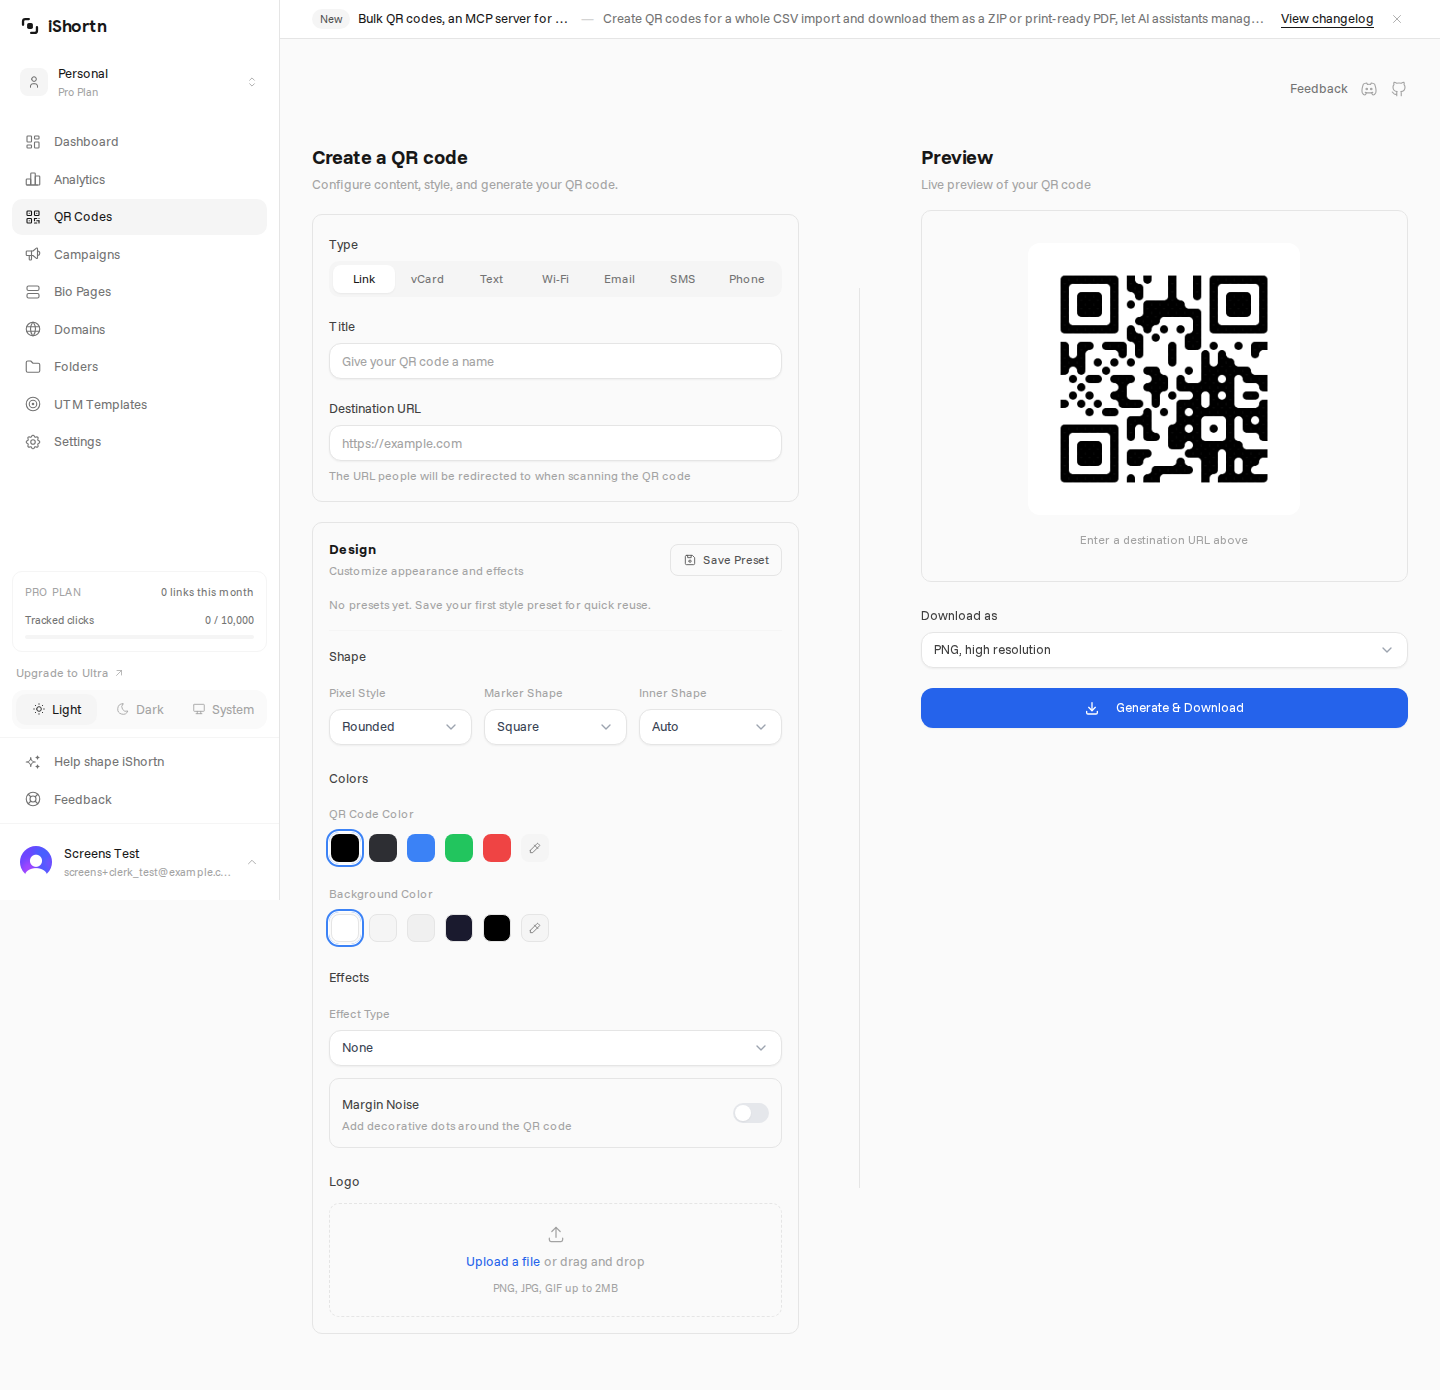 iShortn
Personal
Pro Plan
Dashboard
Analytics
QR Codes
Campaigns
Bio Pages
Domains
Folders
UTM Templates
Settings
PRO PLAN 0 links this month
Tracked clicks 0 / 10,000
Upgrade to Ultra
Light Dark System
Help shape iShortn
Feedback
Screens Test
screens+clerk_test@example.c...
New Bulk QR codes, an MCP server for ... — Create QR codes for a whole CSV import and download them as a ZIP or print-ready PDF, let AI assistants manag... View changelog
Feedback
Create a QR code
Configure content, style, and generate your QR code.
Type
Link vCard Text Wi-Fi Email SMS Phone
Title
Give your QR code a name
Destination URL
https://example.com
The URL people will be redirected to when scanning the QR code
Design
Customize appearance and effects
Save Preset
No presets yet. Save your first style preset for quick reuse.
Shape
Pixel Style Marker Shape Inner Shape
Rounded Square Auto
Colors
QR Code Color
Background Color
Effects
Effect Type
None
Margin Noise
Add decorative dots around the QR code
Logo
Upload a file or drag and drop
PNG, JPG, GIF up to 2MB
Preview
Live preview of your QR code
Enter a destination URL above
Download as
PNG, high resolution
Generate & Download